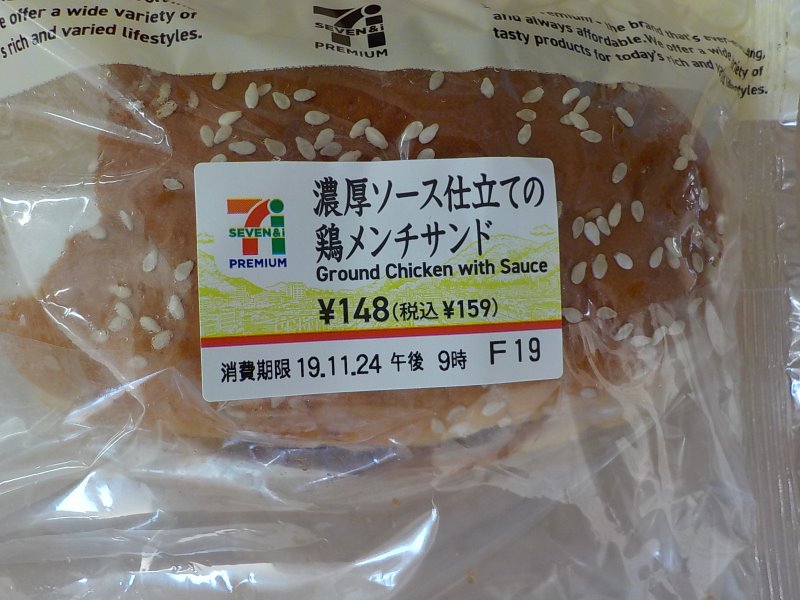 e offer a wide variety of
s rich and varied lifestyles.
SEVEN&i
PREMIUM
and always affordable. We offer a wide
tasty products for today's rich and
SEVEN&i
PREMIUM
濃厚ソース仕立ての
鶏メンチサンド
Ground Chicken with Sauce
¥148(税込¥159)
消費期限 19.11.24 午後 9時 F19